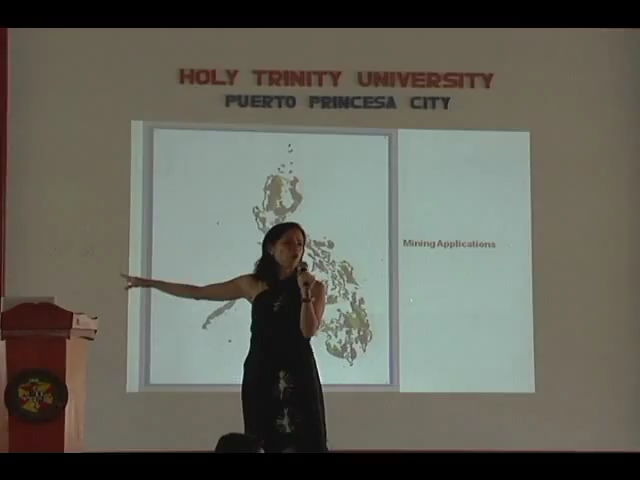 HOLY TRINITY UNIVERSITY
PUERTO PRINCESA CITY
Mining Applications